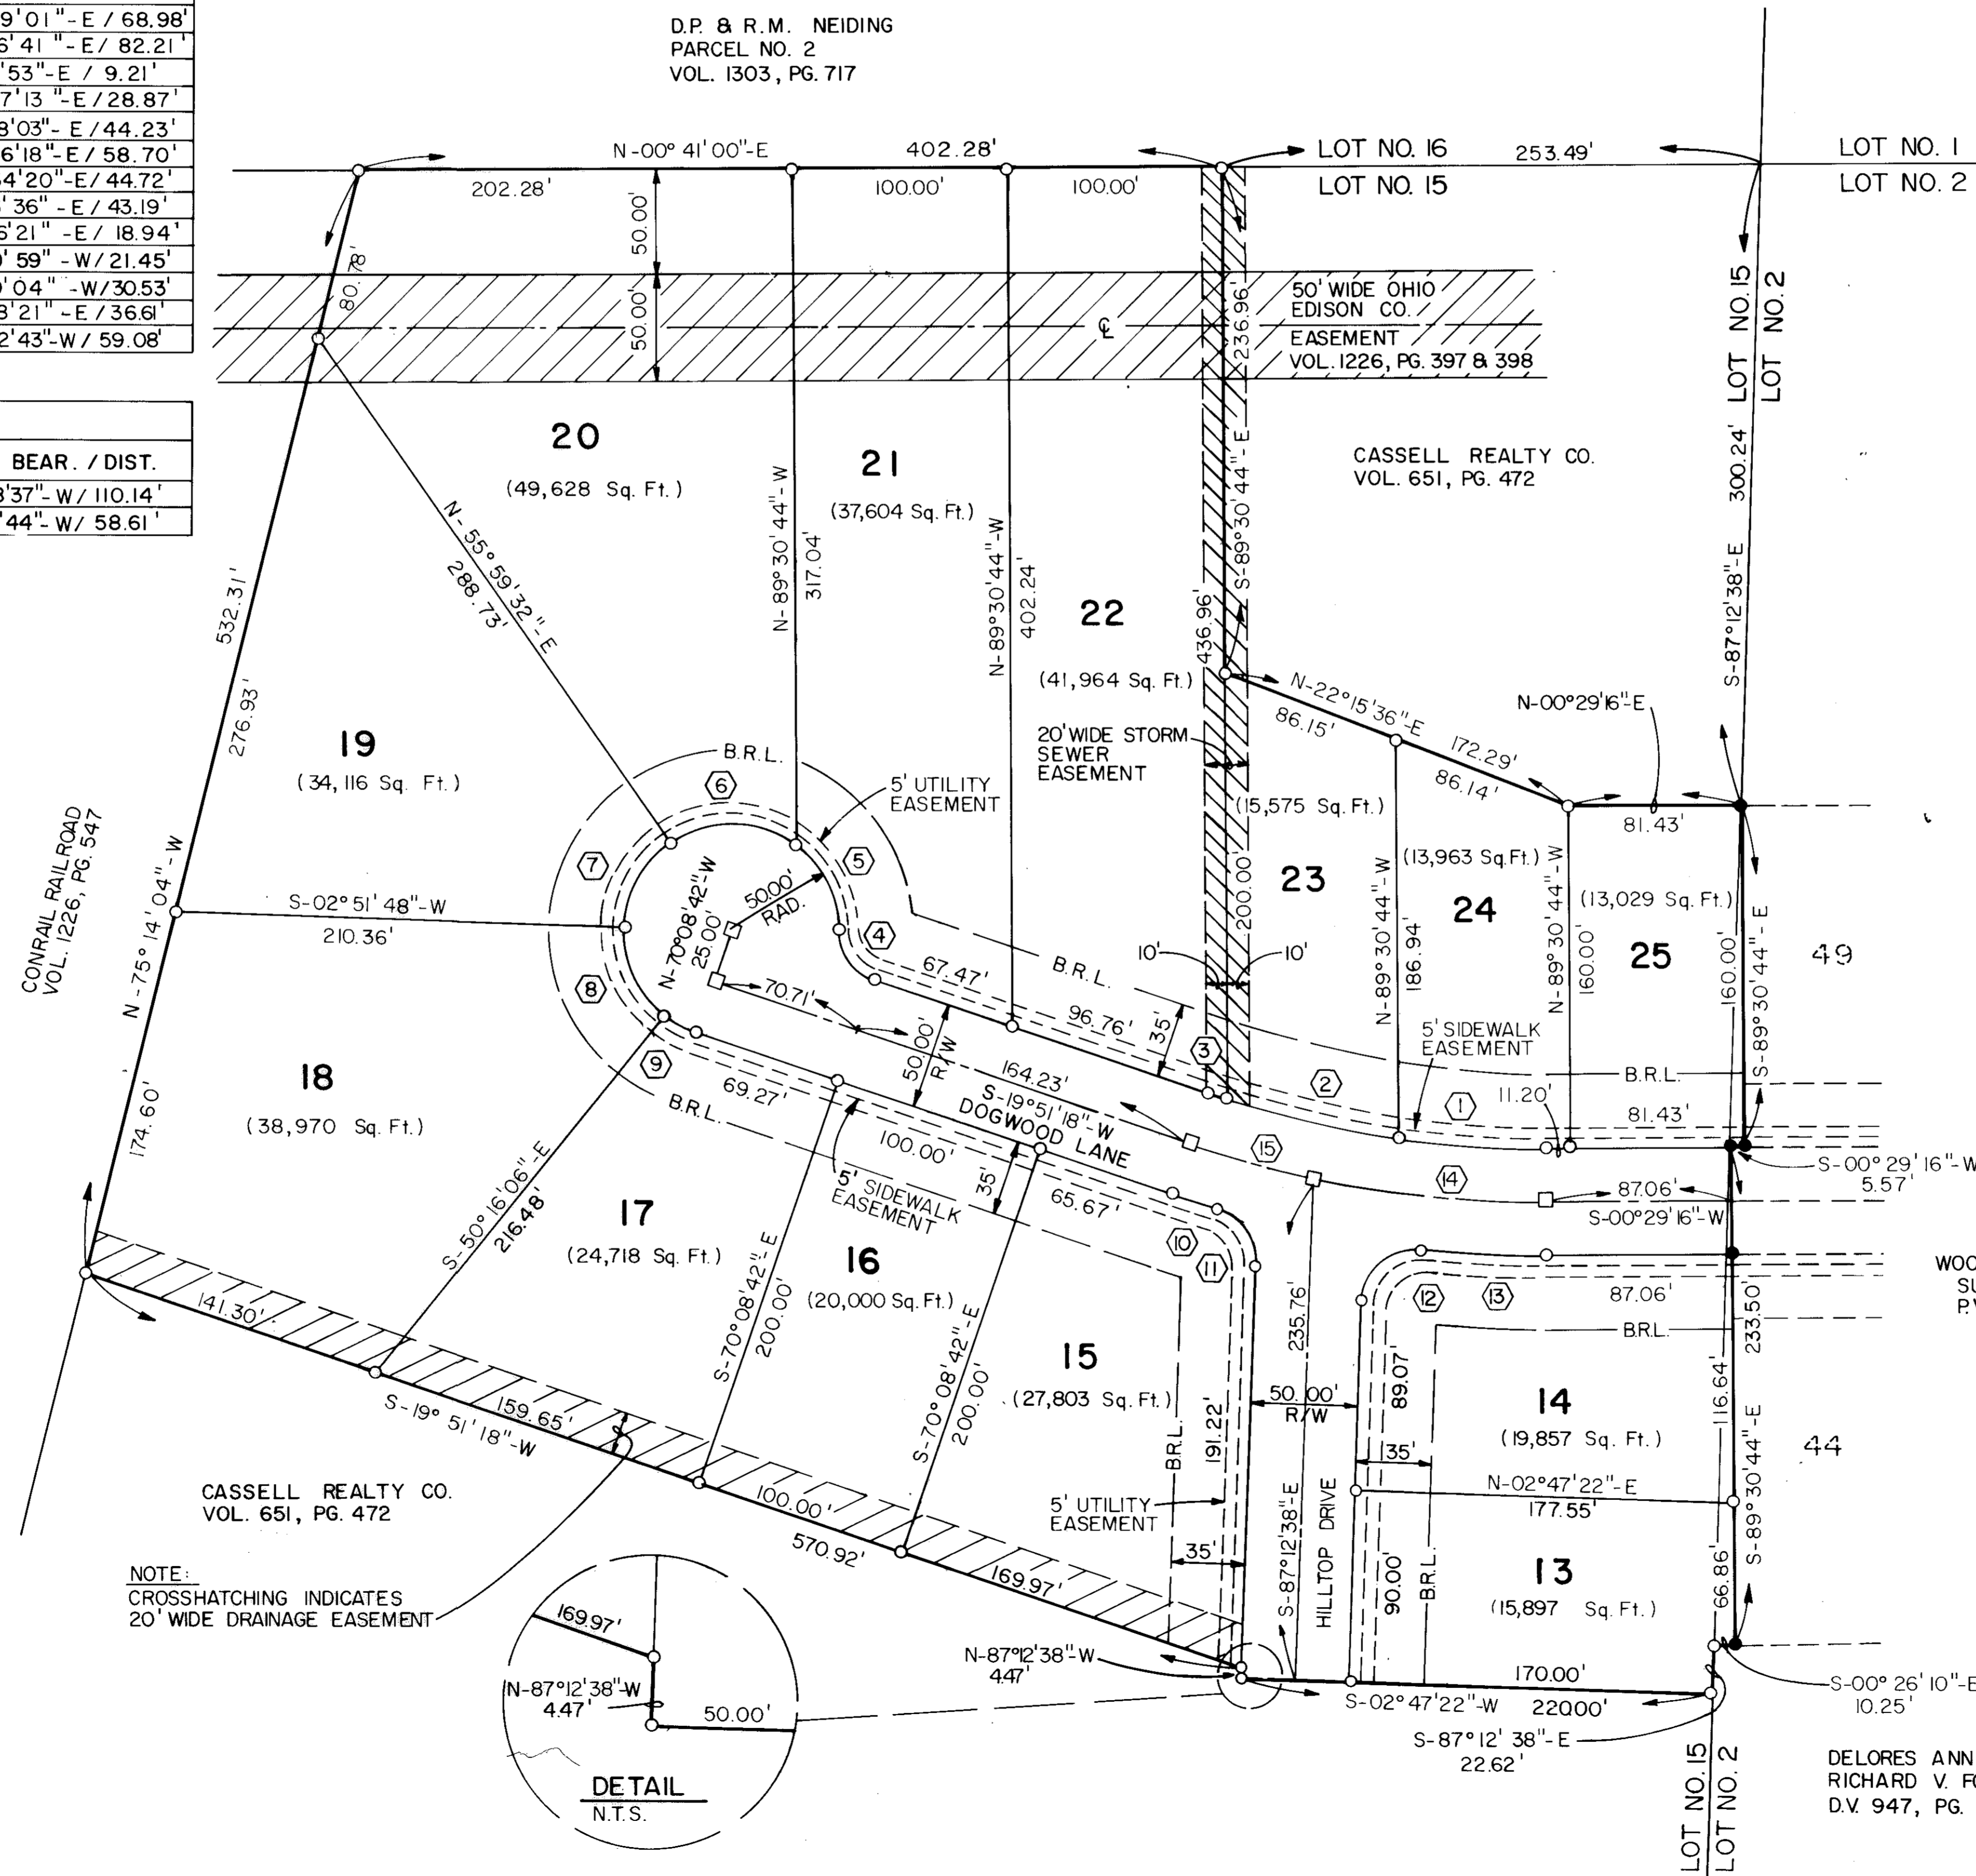 9'01"-E / 68.98'
6'41"-E / 82.21'
'53"-E / 9.21'
7'13"-E / 28.87'
8'03"-E / 44.23'
6'18"-E / 58.70'
4'20"-E / 44.72'
'36"-E / 43.19'
6'21"-E / 18.94'
'59"-W / 21.45'
'04"-W / 30.53'
8'21"-E / 36.61'
2'43"-W / 59.08'
BEAR. / DIST.
8'37"-W / 110.14'
'44"-W / 58.61'
D.P. & R.M. NEIDING
PARCEL NO. 2
VOL. 1303, PG. 717
N-00°41'00"-E
402.28'
LOT NO. 16
253.49'
LOT NO. 1
202.28'
100.00'
100.00'
LOT NO. 15
LOT NO. 2
50.00'
80.78'
50.00'
℄
236.96'
50' WIDE OHIO
EDISON CO.
EASEMENT
VOL. 1226, PG. 397 & 398
LOT NO. 15
LOT NO. 2
300.24'
S-87°12'38"-E
20
(49,628 Sq. Ft.)
21
(37,604 Sq. Ft.)
CASSELL REALTY CO.
VOL. 651, PG. 472
N-55°59'32"-E
288.73'
N-89°30'44"-W
317.04'
N-89°30'44"-W
402.24'
S-89°30'44"-E
436.96'
22
(41,964 Sq. Ft.)
532.31'
276.93'
N-75°14'04"-W
CONRAIL RAILROAD
VOL. 1226, PG. 547
19
(34,116 Sq. Ft.)
B.R.L.
6
5' UTILITY
EASEMENT
20' WIDE STORM
SEWER
EASEMENT
N-22°15'36"-E
86.15'
172.29'
86.14'
N-00°29'16"-E
81.43'
(15,575 Sq. Ft.)
23
200.00'
N-89°30'44"-W
186.94'
(13,963 Sq.Ft.)
24
N-89°30'44"-W
160.00'
(13,029 Sq. Ft.)
25
160.00'
S-89°30'44"-E
49
7
5
50.00'
RAD.
N-70°08'42"-W
25.00'
4
S-02°51'48"-W
210.36'
8
70.71'
67.47'
B.R.L.
10'
10'
96.76'
35'
3
2
5' SIDEWALK
EASEMENT
1
11.20'
B.R.L.
81.43'
9
69.27'
B.R.L.
50.00'
R/W
164.23'
S-19°51'18"-W
DOGWOOD LANE
15
14
87.06'
S-00°29'16"-W
S-00°29'16"-W
5.57'
18
(38,970 Sq. Ft.)
174.60'
S-50°16'06"-E
216.48'
17
(24,718 Sq. Ft.)
100.00'
5' SIDEWALK
EASEMENT
35'
65.67'
10
11
16
(20,000 Sq. Ft.)
S-70°08'42"-E
200.00'
S-70°08'42"-E
200.00'
15
(27,803 Sq. Ft.)
B.R.L.
191.22'
235.76'
50.00'
R/W
12
13
87.06'
B.R.L.
233.50'
89.07'
35'
14
(19,857 Sq. Ft.)
116.64'
S-89°30'44"-E
44
N-02°47'22"-E
177.55'
141.30'
159.65'
S-19°51'18"-W
100.00'
570.92'
169.97'
CASSELL REALTY CO.
VOL. 651, PG. 472
NOTE:
CROSSHATCHING INDICATES
20' WIDE DRAINAGE EASEMENT
5' UTILITY
EASEMENT
35'
S-87°12'38"-E
HILLTOP DRIVE
90.00'
B.R.L.
13
(15,897 Sq. Ft.)
66.86'
N-87°12'38"-W
4.47'
170.00'
S-02°47'22"-W
220.00'
S-87°12'38"-E
22.62'
S-00°26'10"-E
10.25'
169.97'
N-87°12'38"-W
4.47'
50.00'
DETAIL
N.T.S.
LOT NO. 15
LOT NO. 2
DELORES ANN
RICHARD V.
D.V. 947, PG.